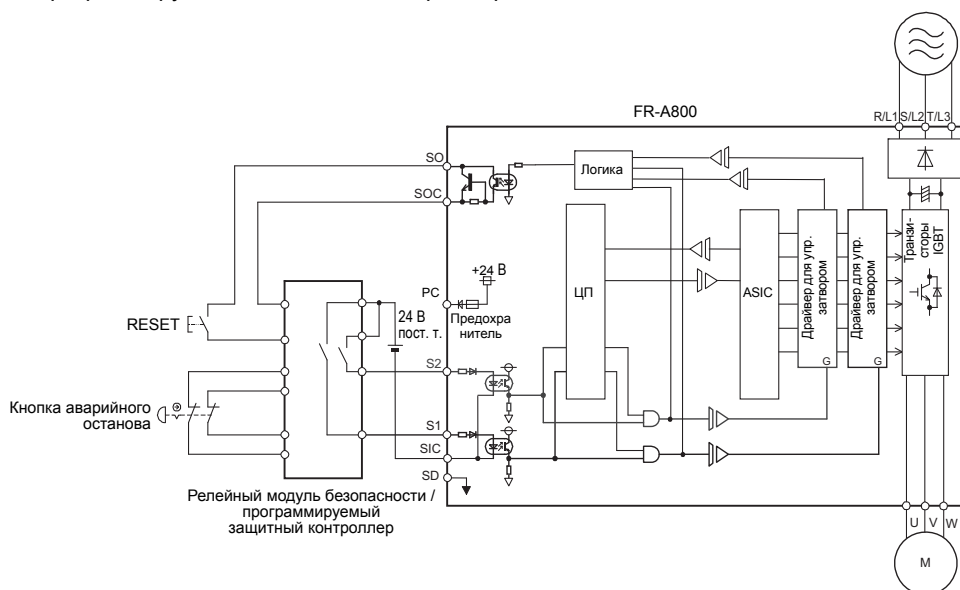 FR-A800
R/L1 S/L2 T/L3
SO
SOC
Логика
+24 В
PC
Предохра
нитель
ЦП
ASIC
Драйвер для упр.
затвором
G
Драйвер для упр.
затвором
G
Транзи-
сторы
IGBT
RESET
24 В
пост. т.
S2
Кнопка аварийного
останова
S1
SIC
SD
Релейный модуль безопасности /
программируемый
защитный контроллер
U V W
M